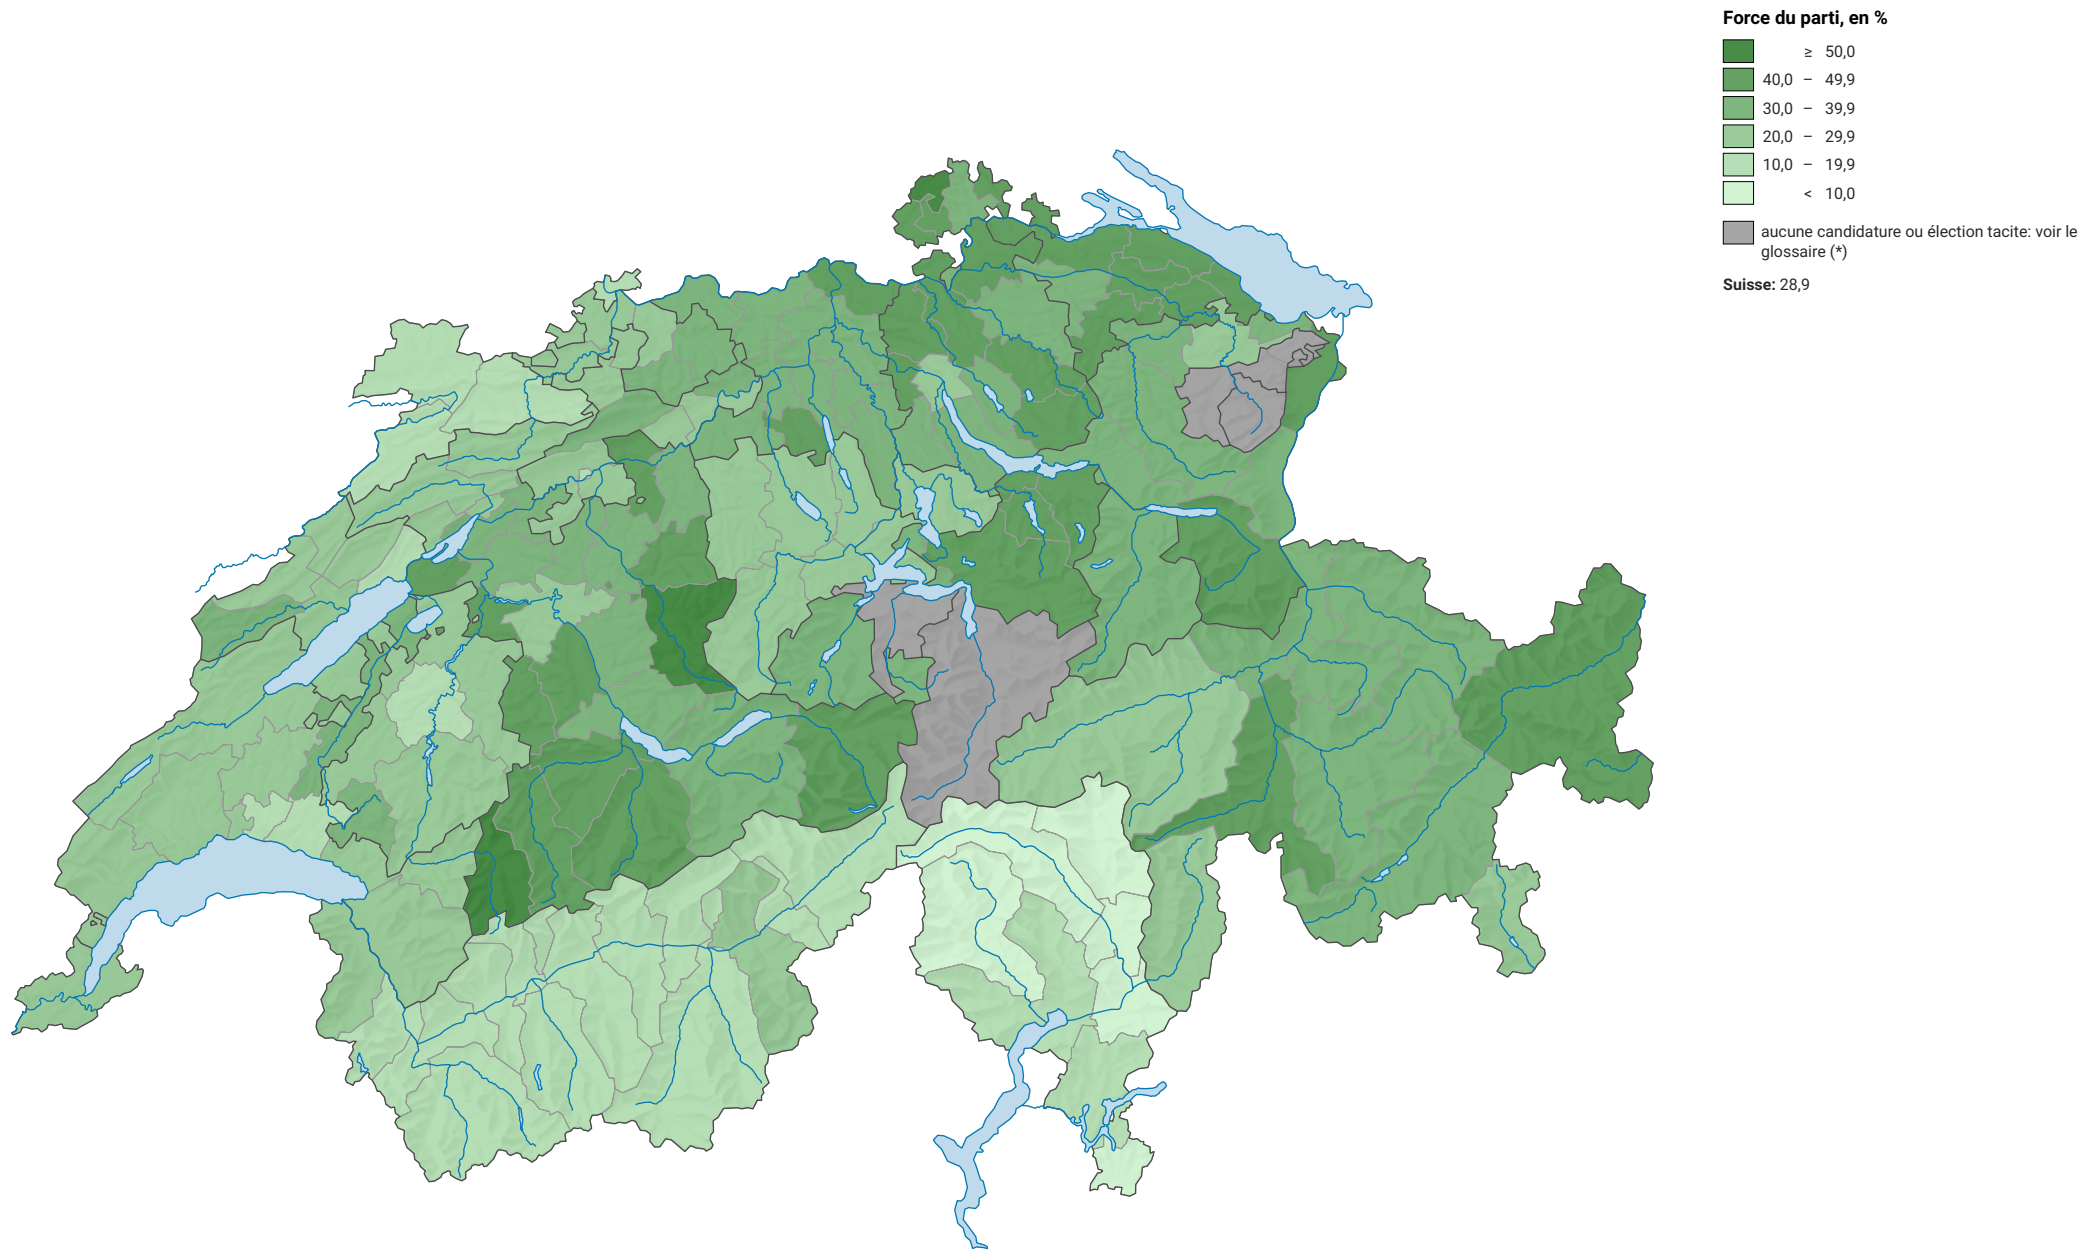 Force du parti, en %
≥ 50,0
40,0 – 49,9
30,0 – 39,9
20,0 – 29,9
10,0 – 19,9
< 10,0
aucune candidature ou élection tacite: voir le
glossaire (*)
Suisse: 28,9